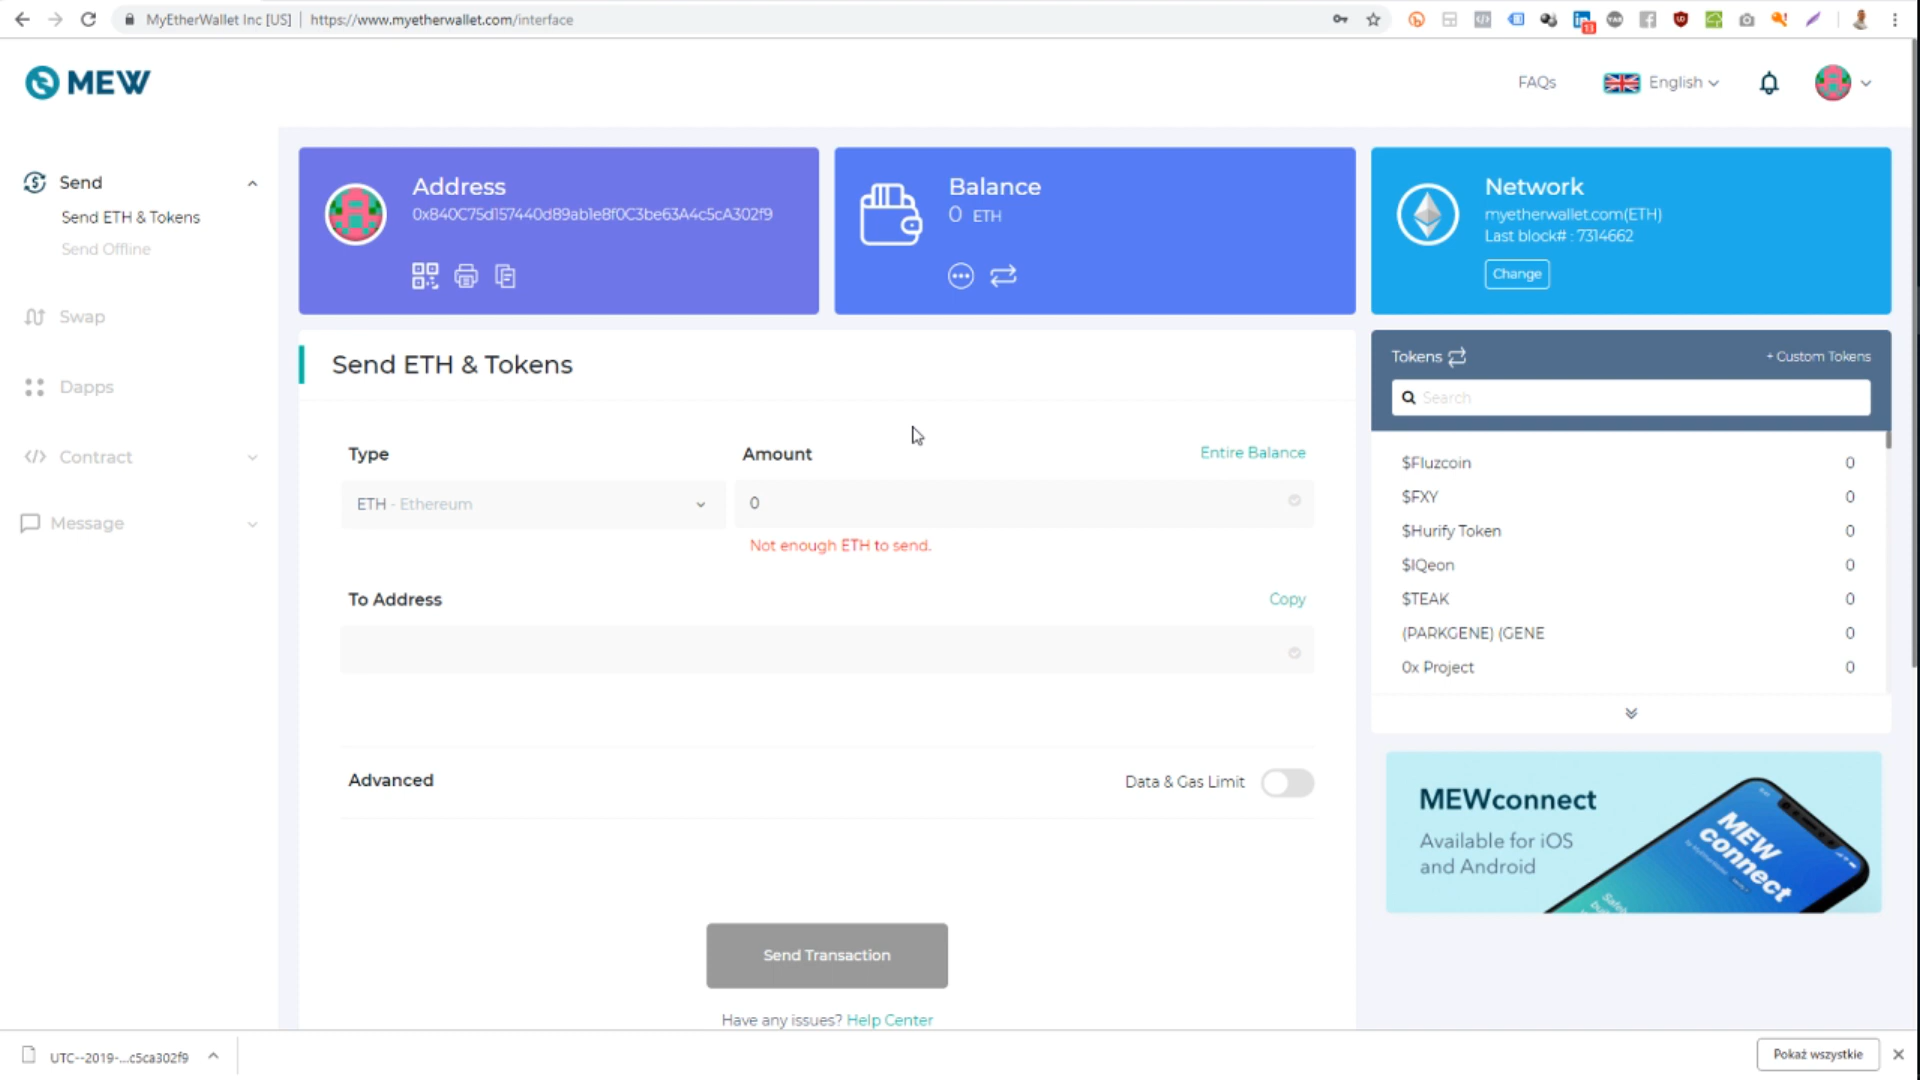 MyEtherWallet Inc [US] | https://www.myetherwallet.com/interface
13
MEW
FAQs
English
Send
Send ETH & Tokens
Send Offline
Swap
Dapps
Contract
Message
Address
0x840C75d157440d89ab1e8f0C3be63A4c5cA302f9
Balance
0 ETH
Network
myetherwallet.com(ETH)
Last block# : 7314662
Change
Send ETH & Tokens
Type
Amount
Entire Balance
ETH - Ethereum
0
Not enough ETH to send.
To Address
Copy
Advanced
Data & Gas Limit
Send Transaction
Have any issues? Help Center
Tokens
+ Custom Tokens
Search
$Fluzcoin 0
$FXY 0
$Hurify Token 0
$IQeon 0
$TEAK 0
(PARKGENE) (GENE 0
0x Project 0
MEWconnect
Available for iOS
and Android
MEW
connect
UTC--2019-...c5ca302f9
Pokaż wszystkie